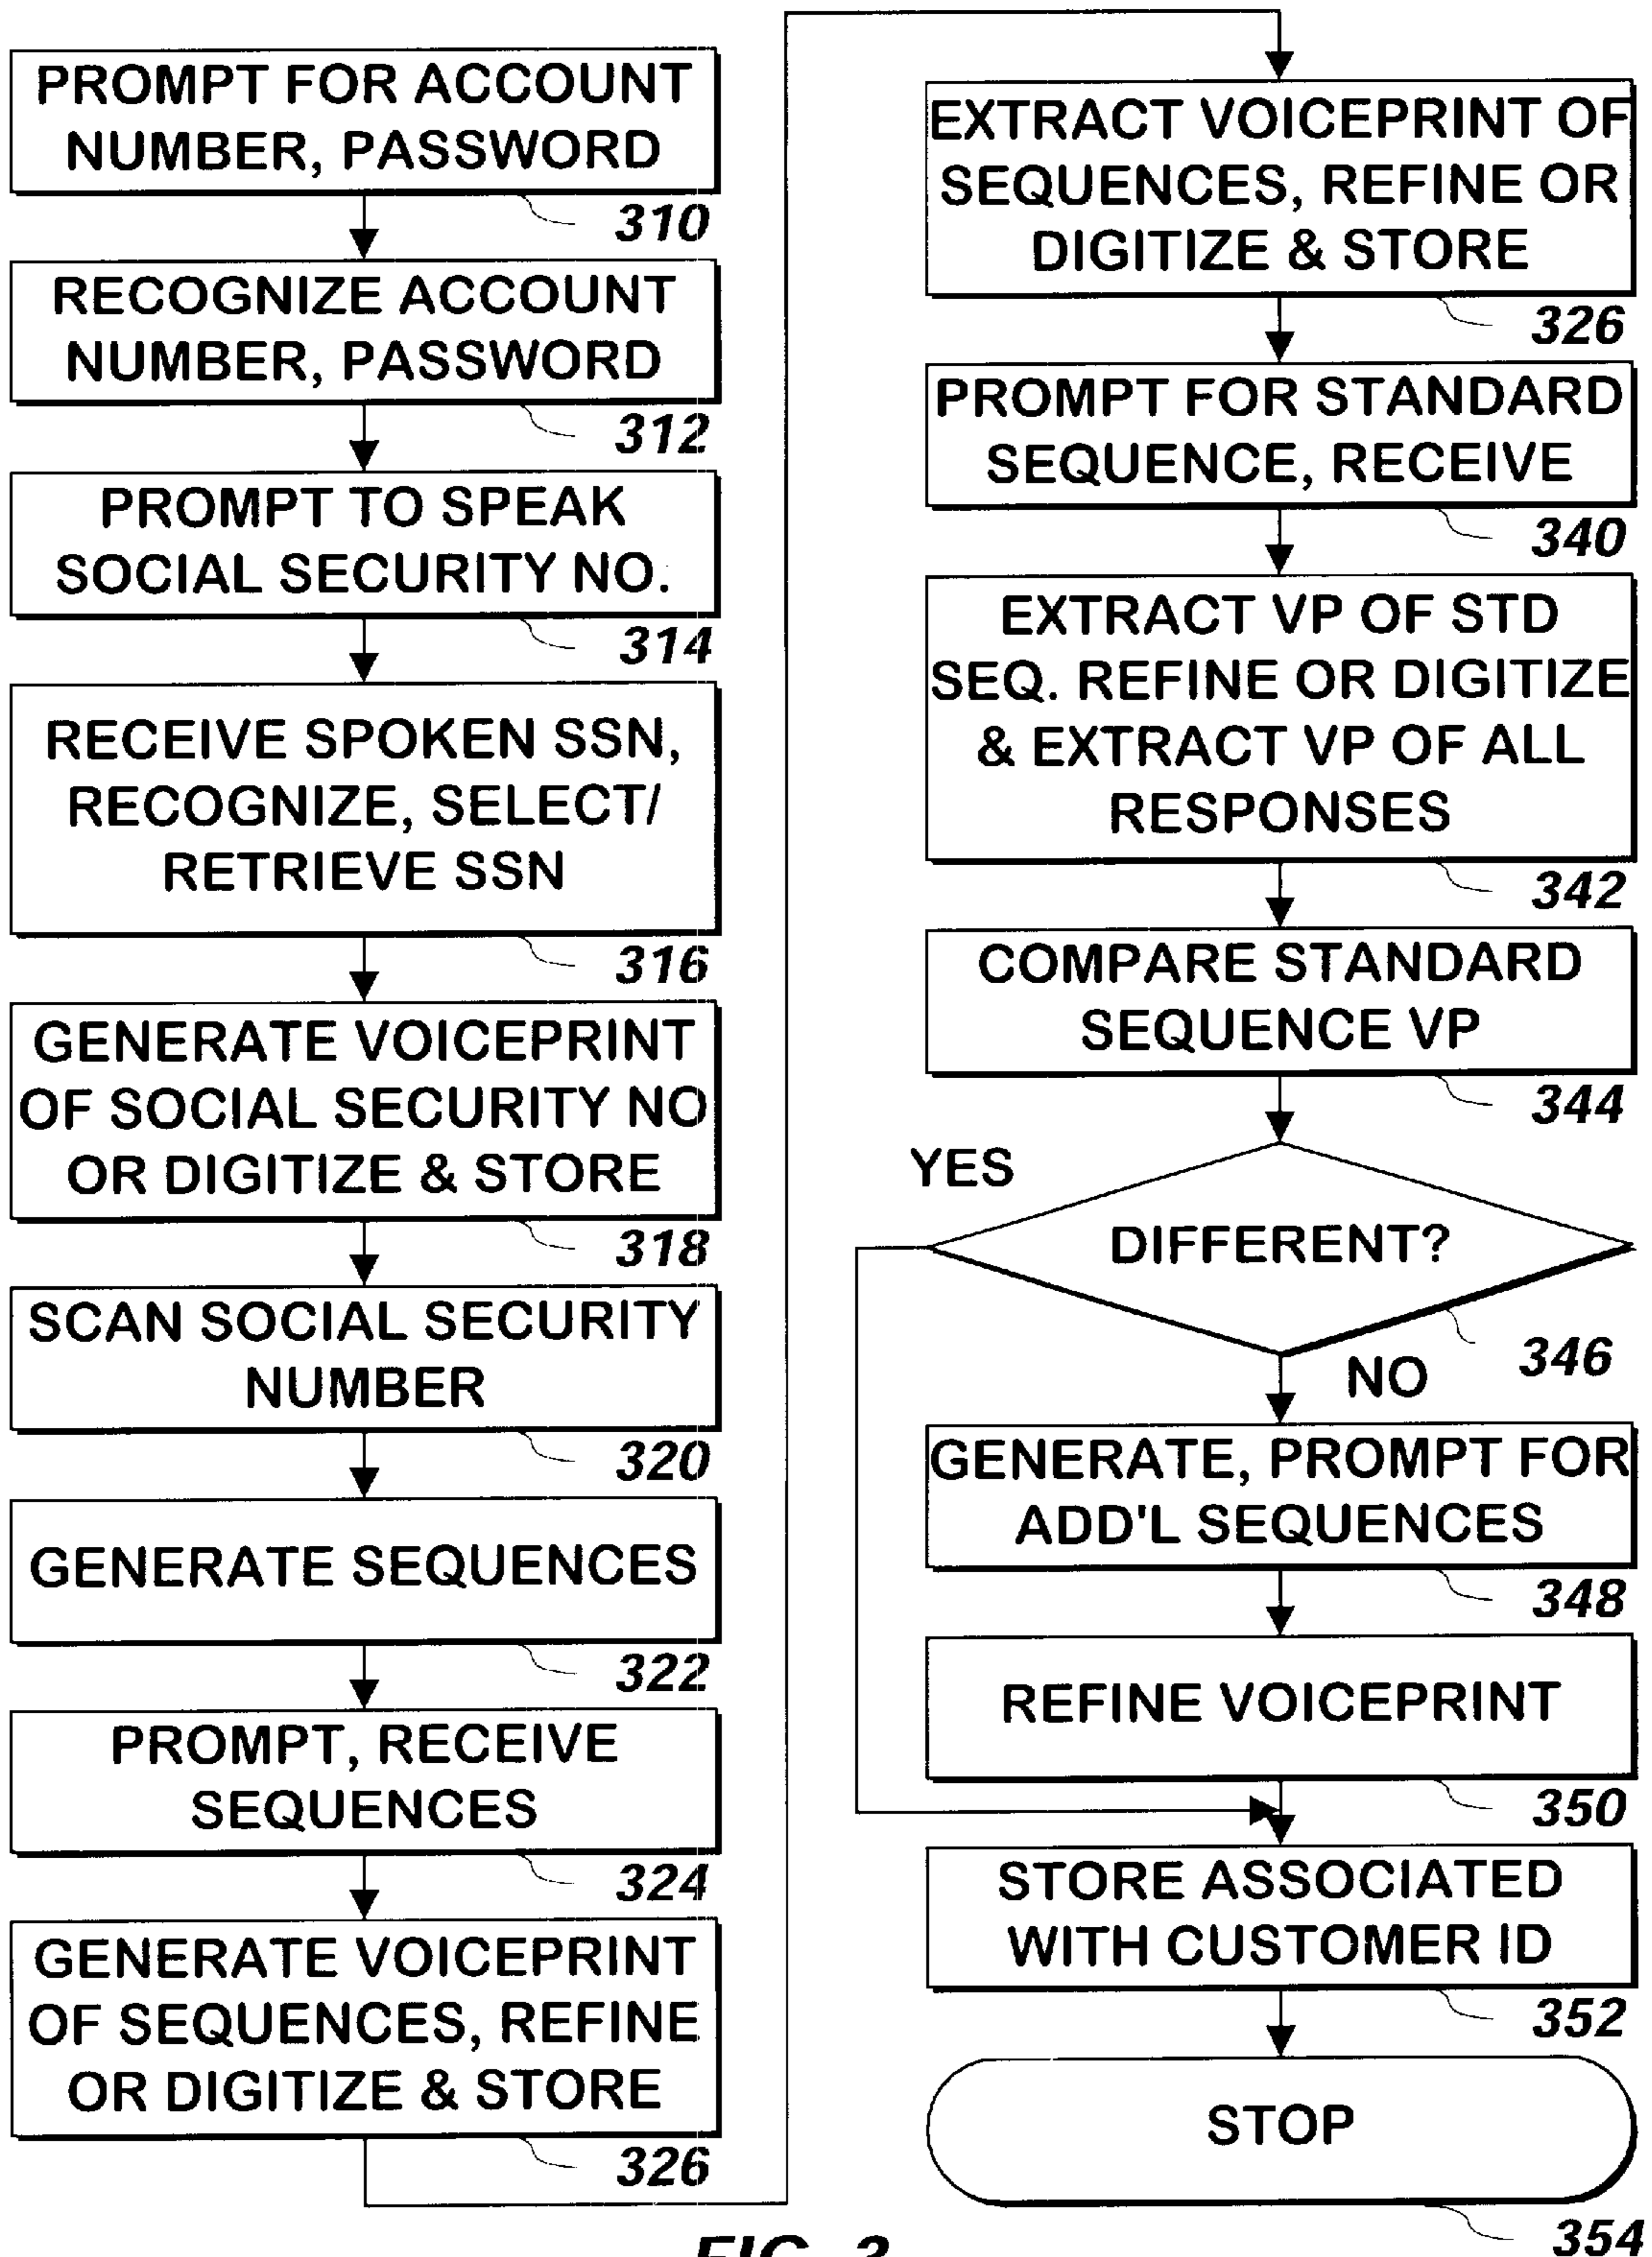 PROMPT FOR ACCOUNT
NUMBER, PASSWORD
310
RECOGNIZE ACCOUNT
NUMBER, PASSWORD
312
PROMPT TO SPEAK
SOCIAL SECURITY NO.
314
RECEIVE SPOKEN SSN,
RECOGNIZE, SELECT/
RETRIEVE SSN
316
GENERATE VOICEPRINT
OF SOCIAL SECURITY NO
OR DIGITIZE & STORE
318
SCAN SOCIAL SECURITY
NUMBER
320
GENERATE SEQUENCES
322
PROMPT, RECEIVE
SEQUENCES
324
GENERATE VOICEPRINT
OF SEQUENCES, REFINE
OR DIGITIZE & STORE
326
EXTRACT VOICEPRINT OF
SEQUENCES, REFINE OR
DIGITIZE & STORE
326
PROMPT FOR STANDARD
SEQUENCE, RECEIVE
340
EXTRACT VP OF STD
SEQ. REFINE OR DIGITIZE
& EXTRACT VP OF ALL
RESPONSES
342
COMPARE STANDARD
SEQUENCE VP
344
YES
DIFFERENT?
346
NO
GENERATE, PROMPT FOR
ADD'L SEQUENCES
348
REFINE VOICEPRINT
350
STORE ASSOCIATED
WITH CUSTOMER ID
352
STOP
354
FIG. 3